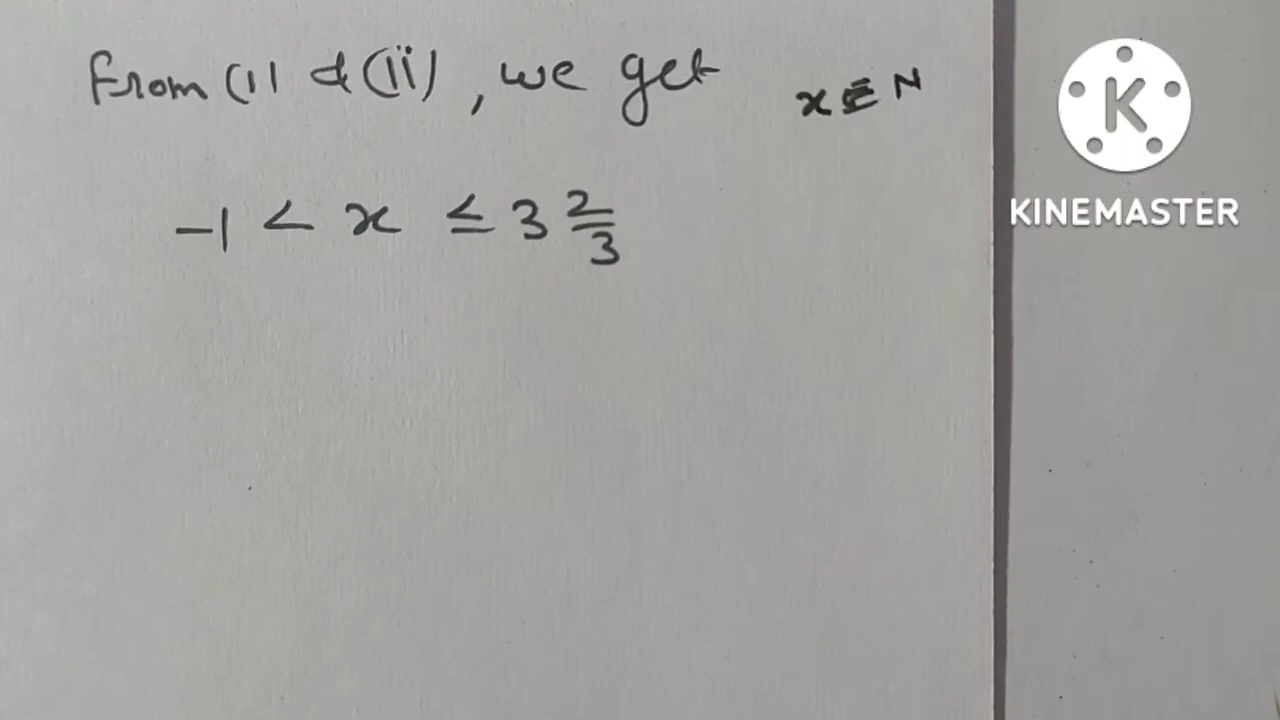 From (i) & (ii), we get x ∈ N
-1 < x ≤ 3 2/3
K
KINEMASTER